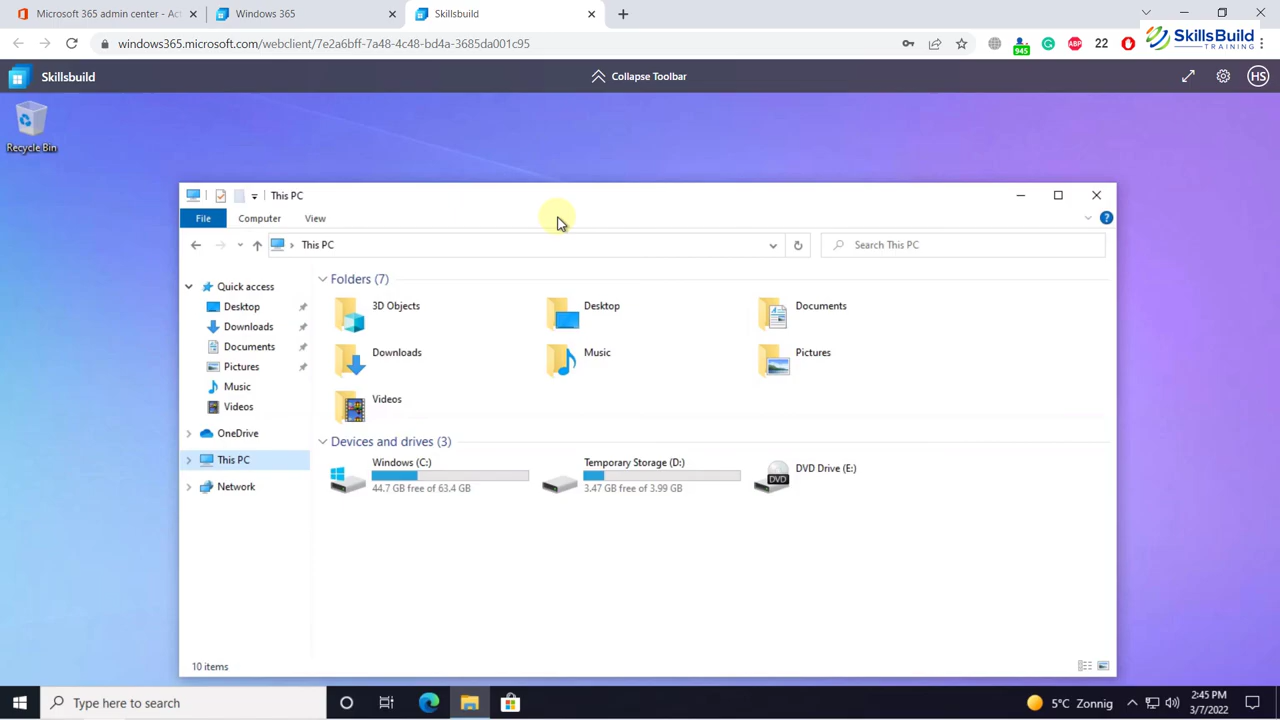 Microsoft 365 admin center - Act
Windows 365
Skillsbuild
windows365.microsoft.com/webclient/7e2a6bff-7a48-4c48-bd4a-3c5d5da001c95
945
ABP
22
SkillsBuild
TRAINING
Skillsbuild
Collapse Toolbar
HS
Recycle Bin
This PC
File
Computer
View
This PC
Search This PC
Quick access
Desktop
Downloads
Documents
Pictures
Music
Videos
OneDrive
This PC
Network
Folders (7)
3D Objects
Desktop
Documents
Downloads
Music
Pictures
Videos
Devices and drives (3)
Windows (C:)
44.7 GB free of 63.4 GB
Temporary Storage (D:)
3.47 GB free of 3.99 GB
DVD
DVD Drive (E:)
10 items
Type here to search
5°C Zonnig
2:45 PM
3/7/2022